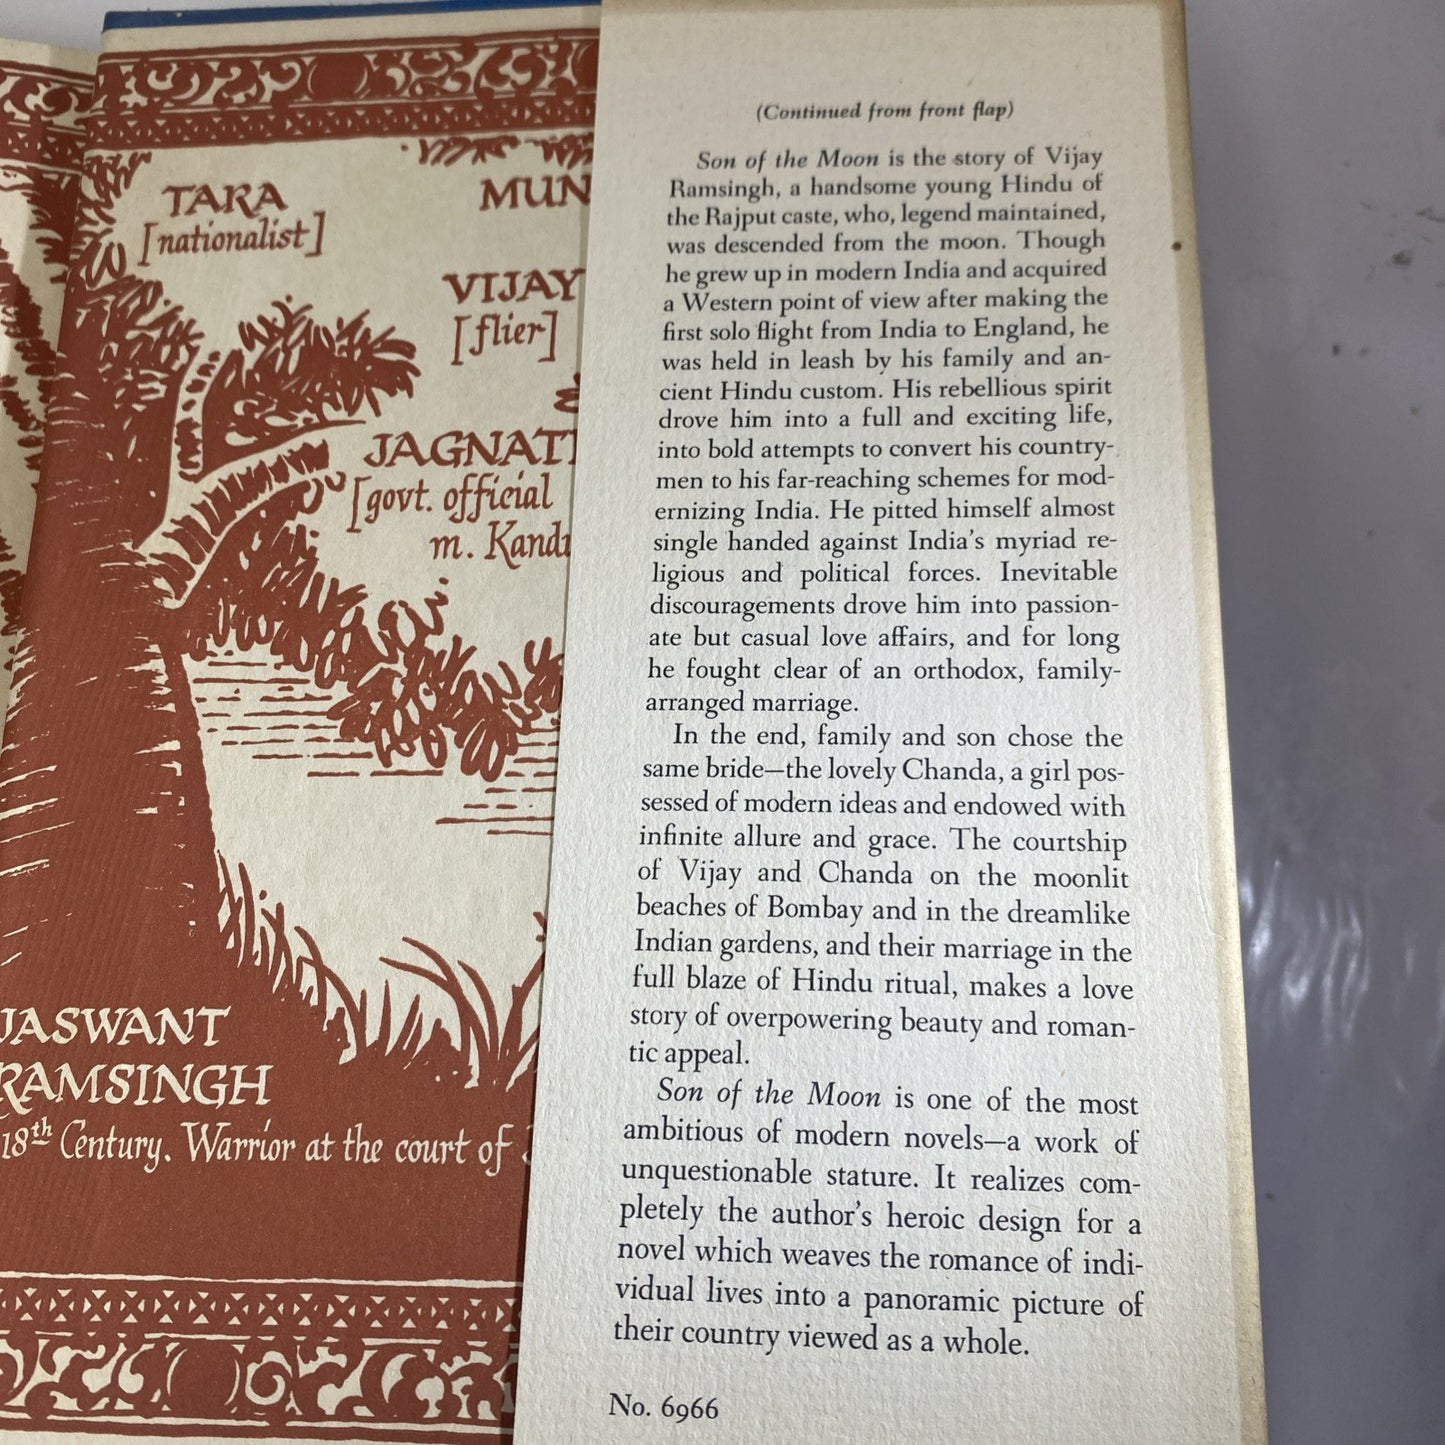 TARA
[nationalist]
MUN
VIJAY
[flier]
&
JAGNAT
[govt. official
m. Kand
JASWANT
RAMSINGH
18th Century. Warrior at the court of
(Continued from front flap)
Son of the Moon is the story of Vijay
Ramsingh, a handsome young Hindu of
the Rajput caste, who, legend maintained,
was descended from the moon. Though
he grew up in modern India and acquired
a Western point of view after making the
first solo flight from India to England, he
was held in leash by his family and an-
cient Hindu custom. His rebellious spirit
drove him into a full and exciting life,
into bold attempts to convert his country-
men to his far-reaching schemes for mod-
ernizing India. He pitted himself almost
single handed against India's myriad re-
ligious and political forces. Inevitable
discouragements drove him into passion-
ate but casual love affairs, and for long
he fought clear of an orthodox, family-
arranged marriage.
In the end, family and son chose the
same bride—the lovely Chanda, a girl pos-
sessed of modern ideas and endowed with
infinite allure and grace. The courtship
of Vijay and Chanda on the moonlit
beaches of Bombay and in the dreamlike
Indian gardens, and their marriage in the
full blaze of Hindu ritual, makes a love
story of overpowering beauty and roman-
tic appeal.
Son of the Moon is one of the most
ambitious of modern novels—a work of
unquestionable stature. It realizes com-
pletely the author's heroic design for a
novel which weaves the romance of indi-
vidual lives into a panoramic picture of
their country viewed as a whole.
No. 6966